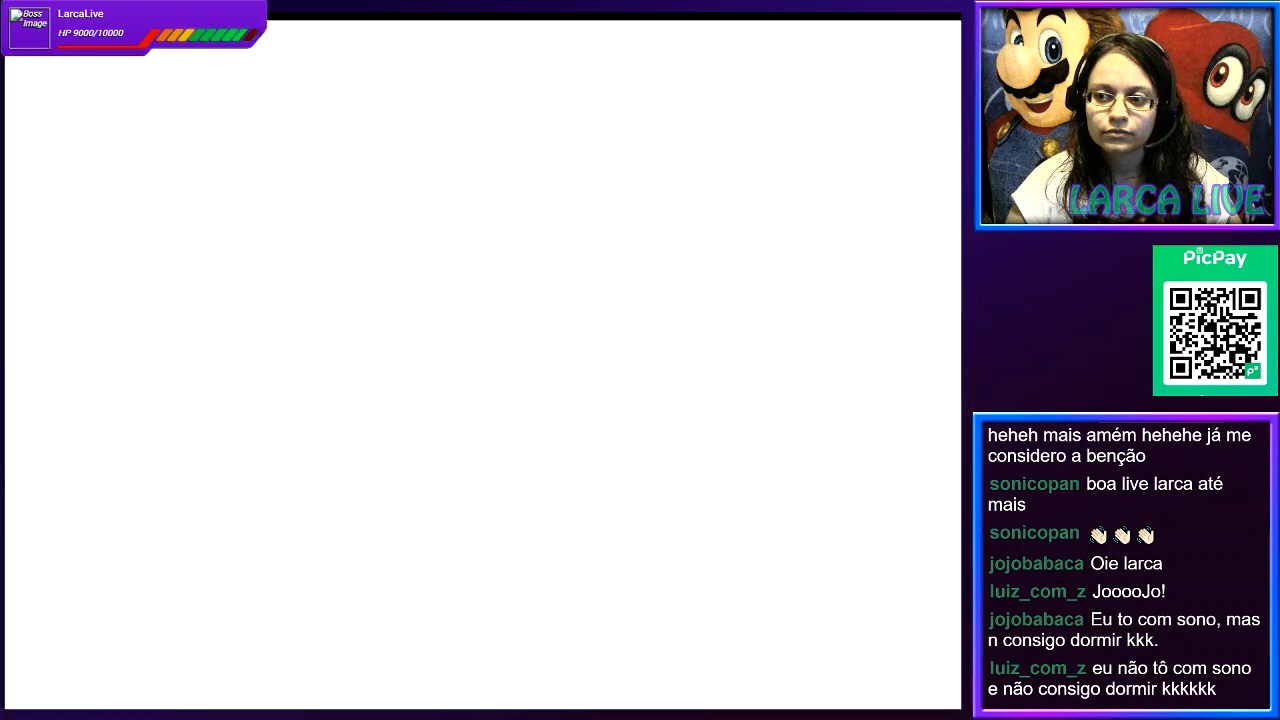 Boss
Image
LarcaLive
HP 9000/10000
LARCA LIVE
PicPay
heheh mais amém hehehe já me
considero a benção
sonicopan boa live larca até
mais
sonicopan 👋🏻👋🏻👋🏻
jojobabaca Oie larca
luiz_com_z JooooJo!
jojobabaca Eu to com sono, mas
n consigo dormir kkk.
luiz_com_z eu não tô com sono
e não consigo dormir kkkkkk